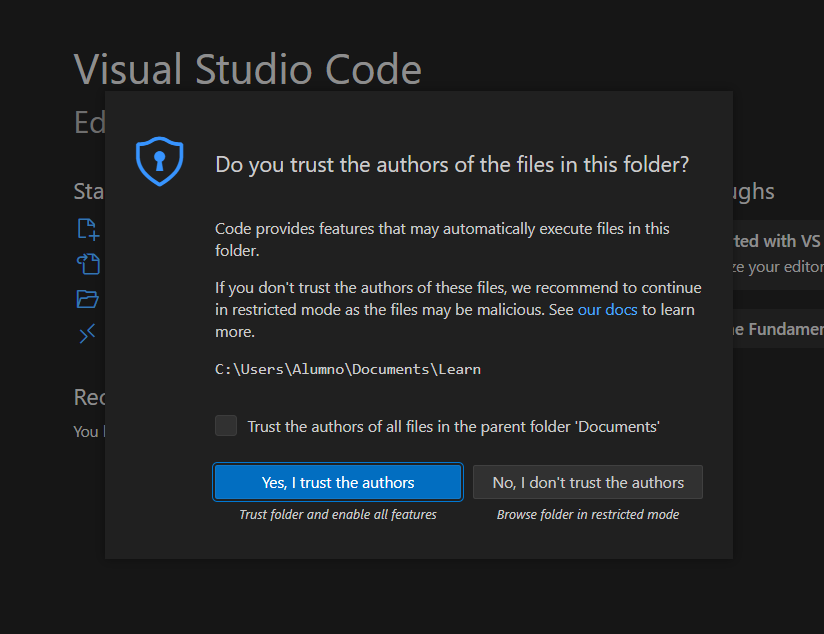 Visual Studio Code
Ed
Do you trust the authors of the files in this folder?
Sta
ughs
Code provides features that may automatically execute files in this
folder.
ted with VS
ze your editor
If you don't trust the authors of these files, we recommend to continue
in restricted mode as the files may be malicious. See our docs to learn
more.
ne Fundamen
C:\Users\Alumno\Documents\Learn
Rec
You
Trust the authors of all files in the parent folder 'Documents'
Yes, I trust the authors
No, I don't trust the authors
Trust folder and enable all features
Browse folder in restricted mode